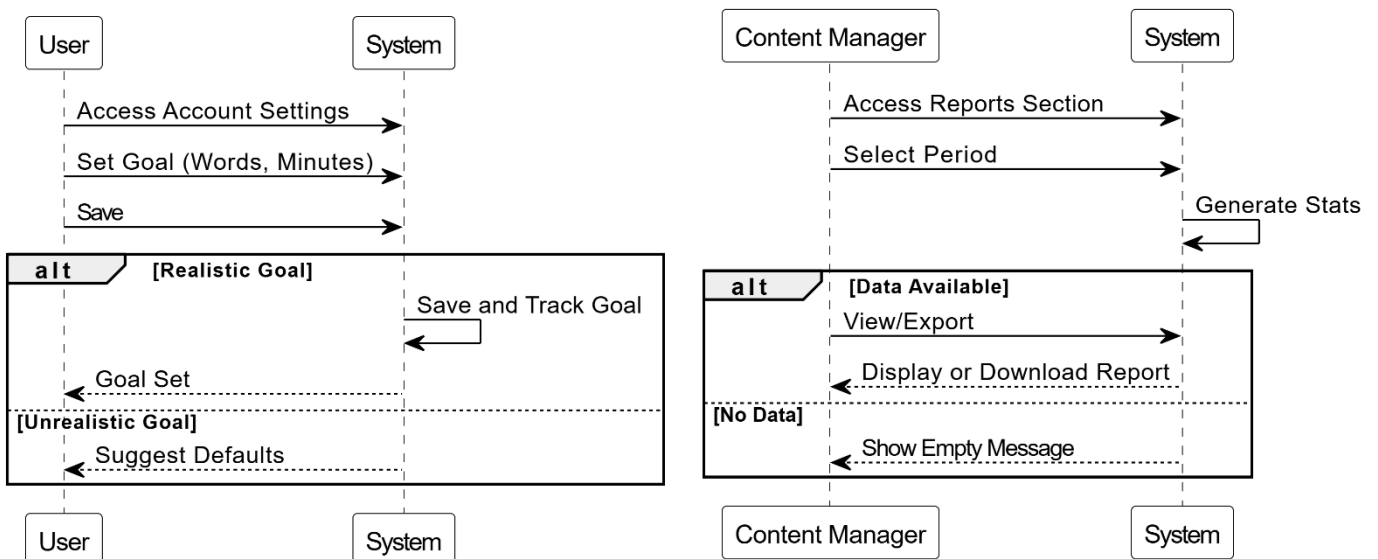 User
System
Access Account Settings
Set Goal (Words, Minutes)
Save
alt
[Realistic Goal]
Save and Track Goal
Goal Set
[Unrealistic Goal]
Suggest Defaults
User
System
Content Manager
System
Access Reports Section
Select Period
Generate Stats
alt
[Data Available]
View/Export
Display or Download Report
[No Data]
Show Empty Message
Content Manager
System